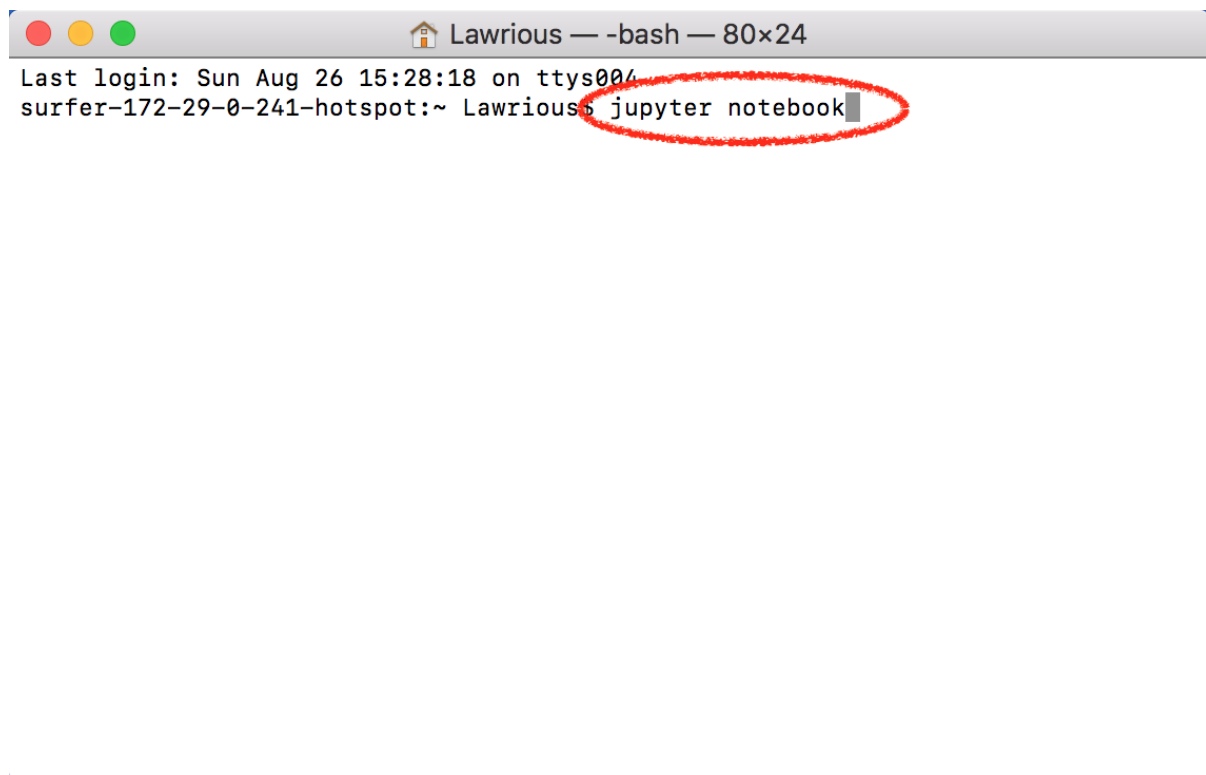 Lawrious — -bash — 80×24
Last login: Sun Aug 26 15:28:18 on ttys004
surfer-172-29-0-241-hotspot:~ Lawrious$ jupyter notebook